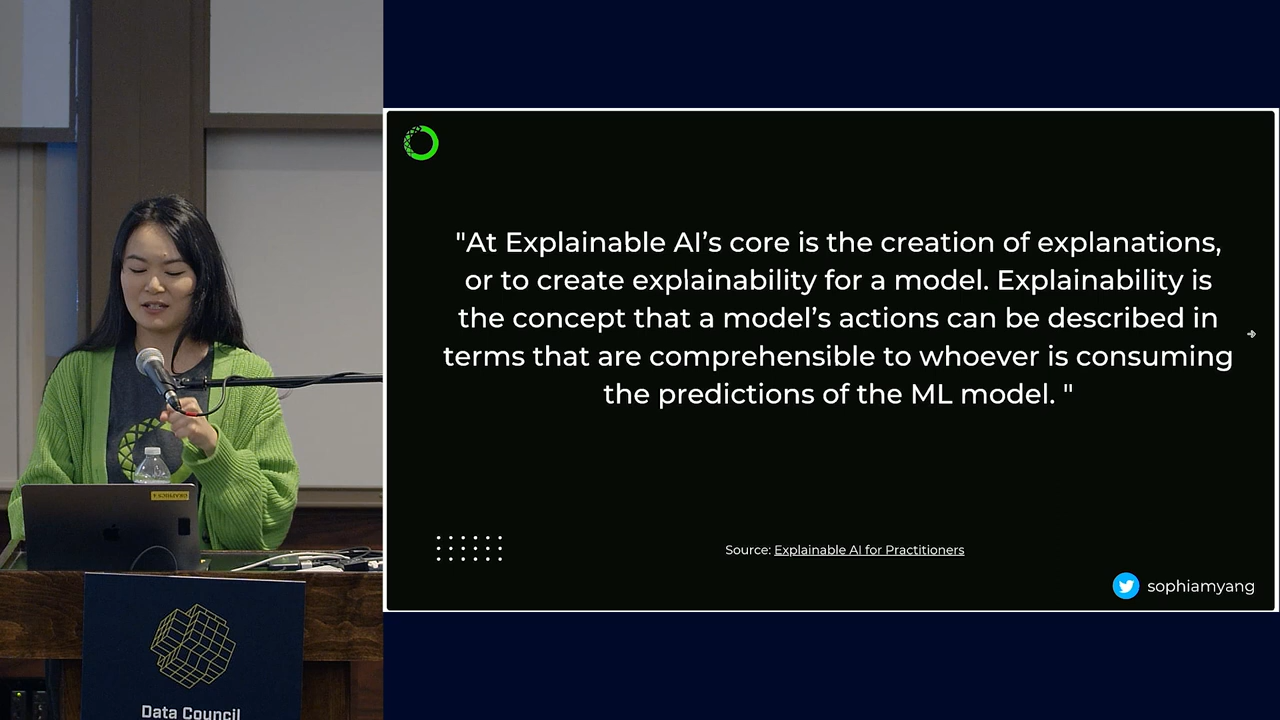 "At Explainable AI’s core is the creation of explanations,
or to create explainability for a model. Explainability is
the concept that a model’s actions can be described in
terms that are comprehensible to whoever is consuming
the predictions of the ML model. "
Source: Explainable AI for Practitioners
sophiamyang
Data Council